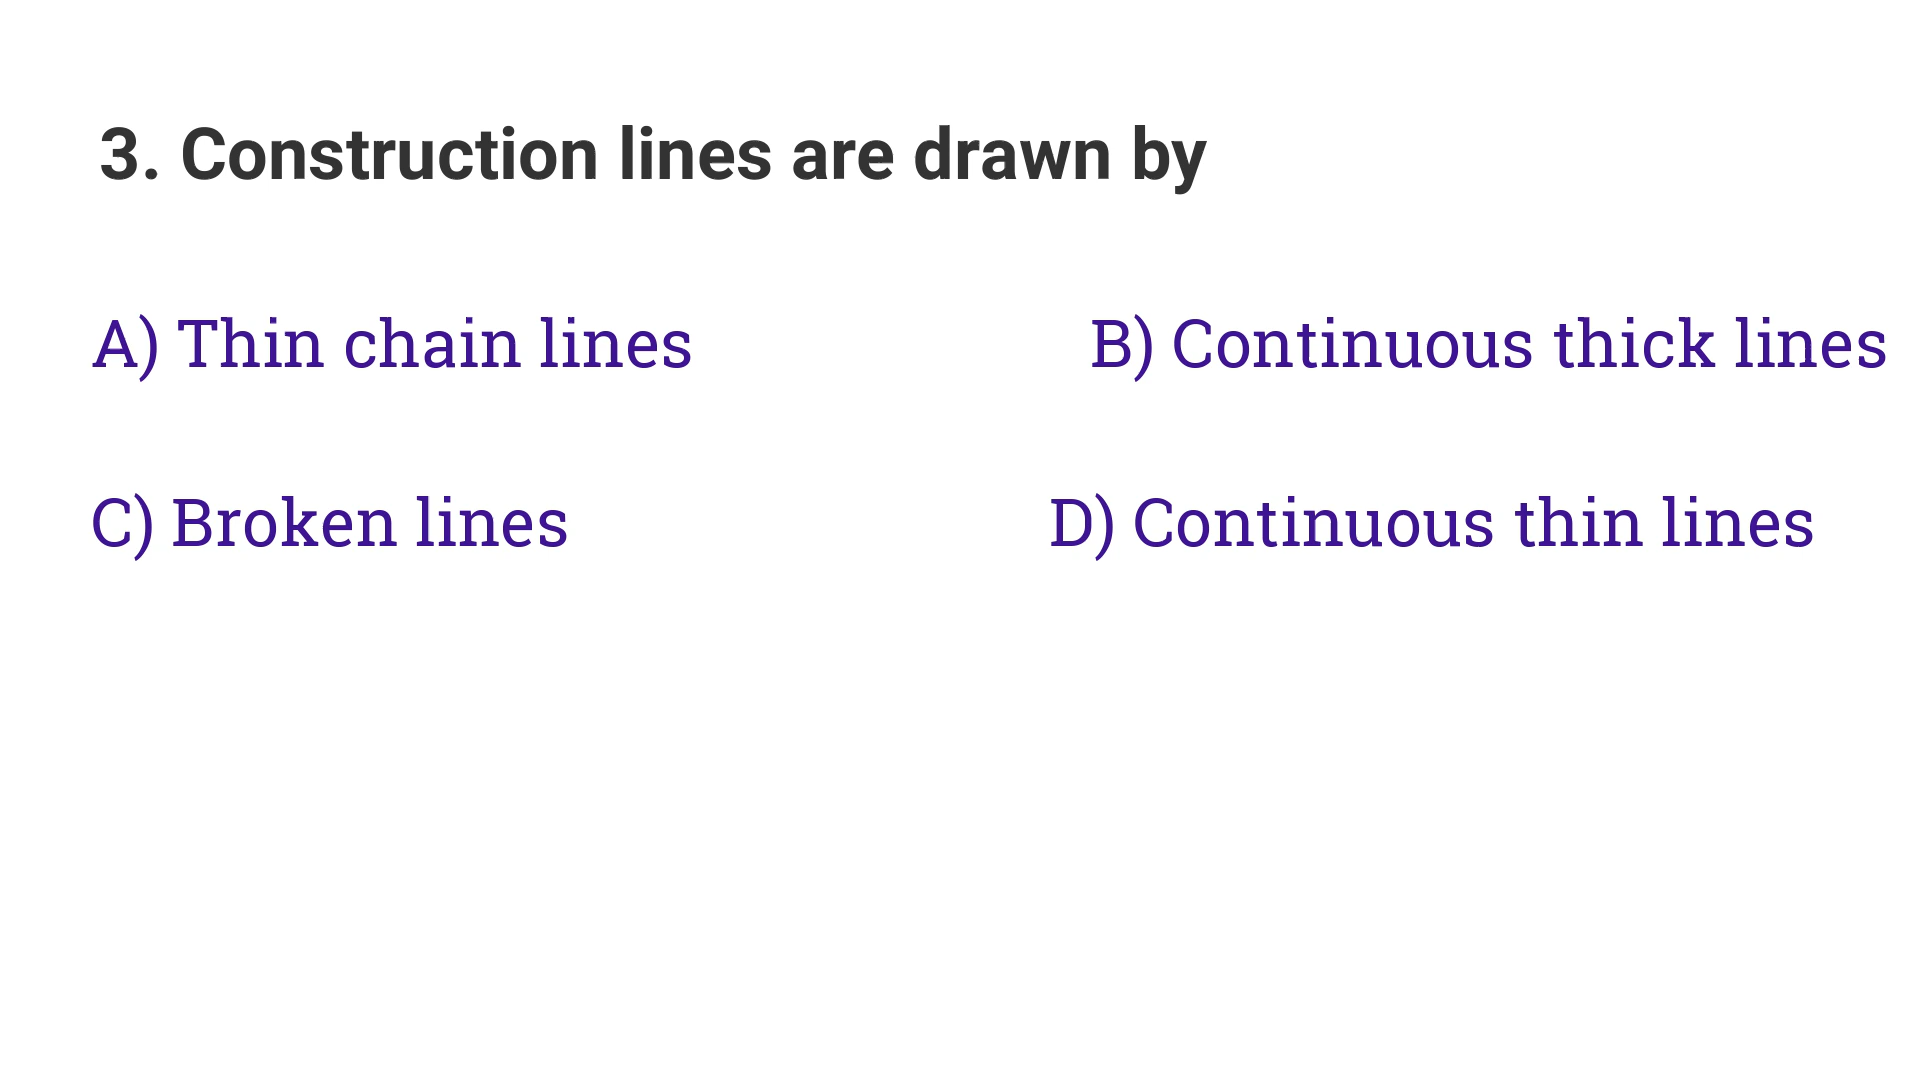 3. Construction lines are drawn by
A) Thin chain lines B) Continuous thick lines
C) Broken lines D) Continuous thin lines